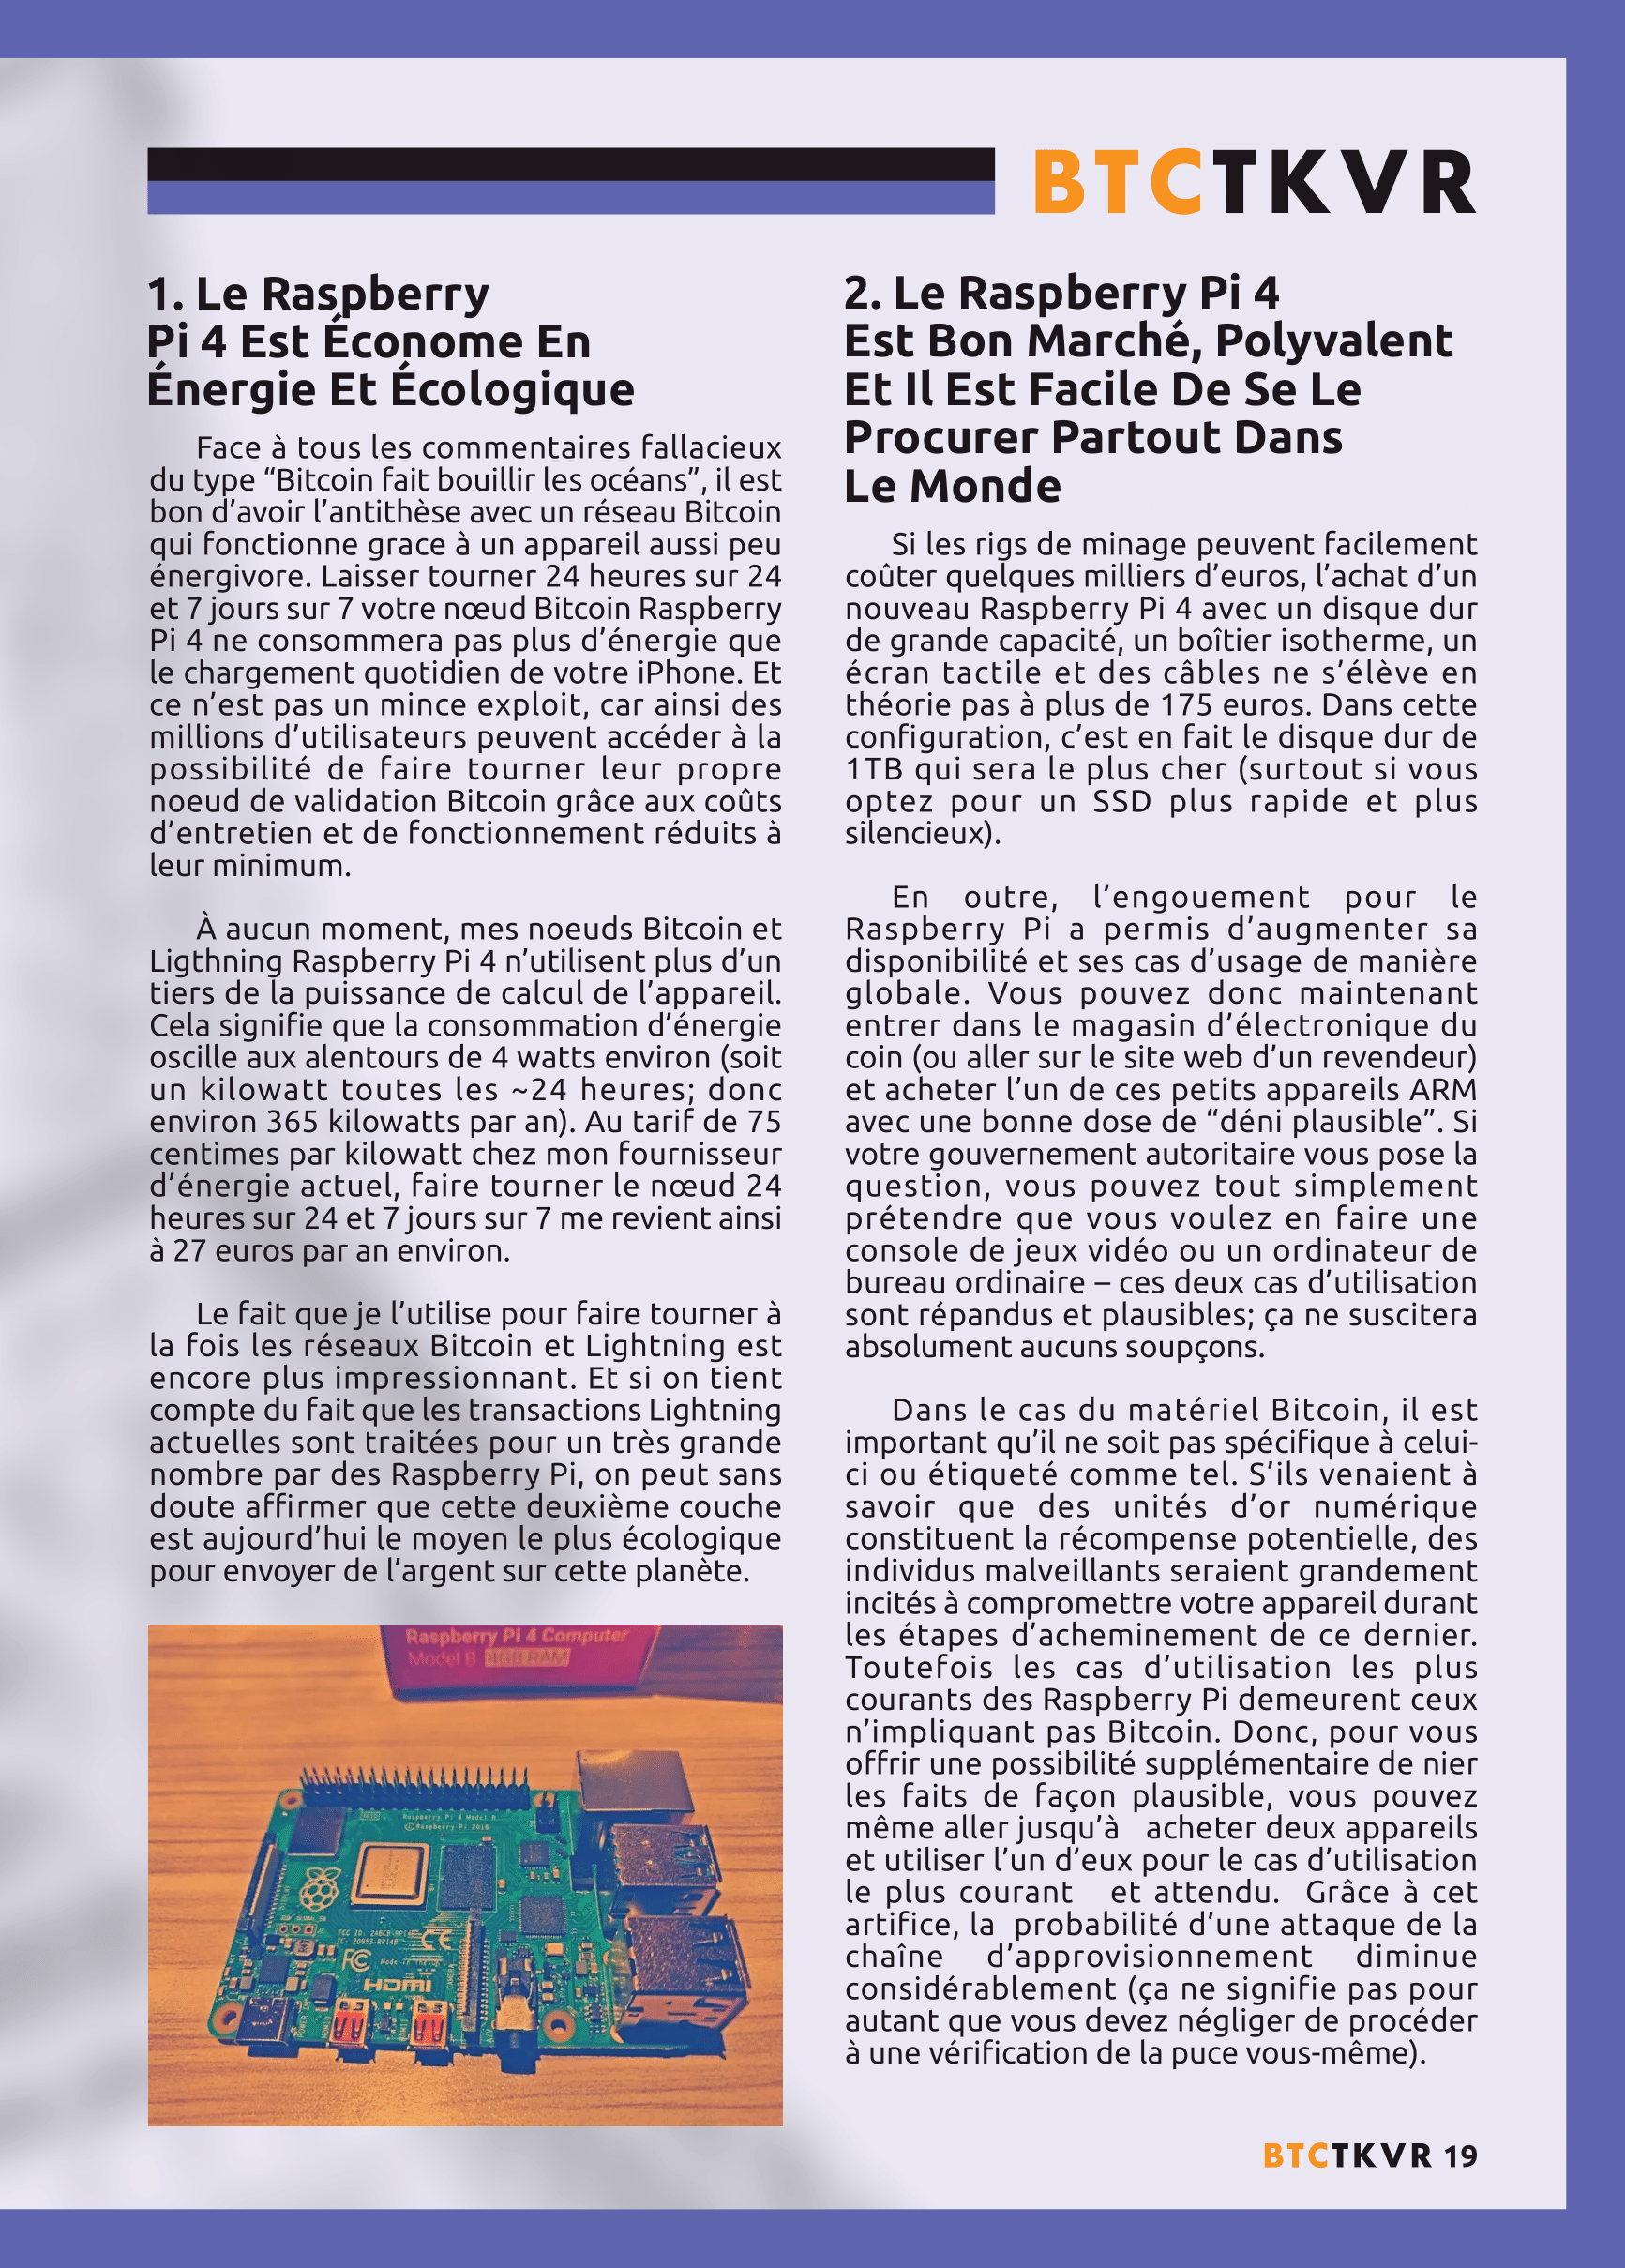 BTCTKVR
1. Le Raspberry
Pi 4 Est Économe En
Énergie Et Écologique
Face à tous les commentaires fallacieux
du type “Bitcoin fait bouillir les océans”, il est
bon d’avoir l’antithèse avec un réseau Bitcoin
qui fonctionne grace à un appareil aussi peu
énergivore. Laisser tourner 24 heures sur 24
et 7 jours sur 7 votre nœud Bitcoin Raspberry
Pi 4 ne consommera pas plus d’énergie que
le chargement quotidien de votre iPhone. Et
ce n’est pas un mince exploit, car ainsi des
millions d’utilisateurs peuvent accéder à la
possibilité de faire tourner leur propre
noeud de validation Bitcoin grâce aux coûts
d’entretien et de fonctionnement réduits à
leur minimum.
À aucun moment, mes noeuds Bitcoin et
Ligthning Raspberry Pi 4 n’utilisent plus d’un
tiers de la puissance de calcul de l’appareil.
Cela signifie que la consommation d’énergie
oscille aux alentours de 4 watts environ (soit
un kilowatt toutes les ~24 heures; donc
environ 365 kilowatts par an). Au tarif de 75
centimes par kilowatt chez mon fournisseur
d’énergie actuel, faire tourner le nœud 24
heures sur 24 et 7 jours sur 7 me revient ainsi
à 27 euros par an environ.
Le fait que je l’utilise pour faire tourner à
la fois les réseaux Bitcoin et Lightning est
encore plus impressionnant. Et si on tient
compte du fait que les transactions Lightning
actuelles sont traitées pour un très grande
nombre par des Raspberry Pi, on peut sans
doute affirmer que cette deuxième couche
est aujourd’hui le moyen le plus écologique
pour envoyer de l’argent sur cette planète.
Raspberry Pi 4 Computer
Model B 4GB RAM
Raspberry Pi 4 Model B
©Raspberry Pi 2018
FCC ID: 2ABCB-RPI4B
IC: 20953-RPI4B
FC CE
HDMI
2. Le Raspberry Pi 4
Est Bon Marché, Polyvalent
Et Il Est Facile De Se Le
Procurer Partout Dans
Le Monde
Si les rigs de minage peuvent facilement
coûter quelques milliers d’euros, l’achat d’un
nouveau Raspberry Pi 4 avec un disque dur
de grande capacité, un boîtier isotherme, un
écran tactile et des câbles ne s’élève en
théorie pas à plus de 175 euros. Dans cette
configuration, c’est en fait le disque dur de
1TB qui sera le plus cher (surtout si vous
optez pour un SSD plus rapide et plus
silencieux).
En outre, l’engouement pour le
Raspberry Pi a permis d’augmenter sa
disponibilité et ses cas d’usage de manière
globale. Vous pouvez donc maintenant
entrer dans le magasin d’électronique du
coin (ou aller sur le site web d’un revendeur)
et acheter l’un de ces petits appareils ARM
avec une bonne dose de “déni plausible”. Si
votre gouvernement autoritaire vous pose la
question, vous pouvez tout simplement
prétendre que vous voulez en faire une
console de jeux vidéo ou un ordinateur de
bureau ordinaire – ces deux cas d’utilisation
sont répandus et plausibles; ça ne suscitera
absolument aucuns soupçons.
Dans le cas du matériel Bitcoin, il est
important qu’il ne soit pas spécifique à celui-
ci ou étiqueté comme tel. S’ils venaient à
savoir que des unités d’or numérique
constituent la récompense potentielle, des
individus malveillants seraient grandement
incités à compromettre votre appareil durant
les étapes d’acheminement de ce dernier.
Toutefois les cas d’utilisation les plus
courants des Raspberry Pi demeurent ceux
n’impliquant pas Bitcoin. Donc, pour vous
offrir une possibilité supplémentaire de nier
les faits de façon plausible, vous pouvez
même aller jusqu’à acheter deux appareils
et utiliser l’un d’eux pour le cas d’utilisation
le plus courant et attendu. Grâce à cet
artifice, la probabilité d’une attaque de la
chaîne d’approvisionnement diminue
considérablement (ça ne signifie pas pour
autant que vous devez négliger de procéder
à une vérification de la puce vous-même).
BTCTKVR 19